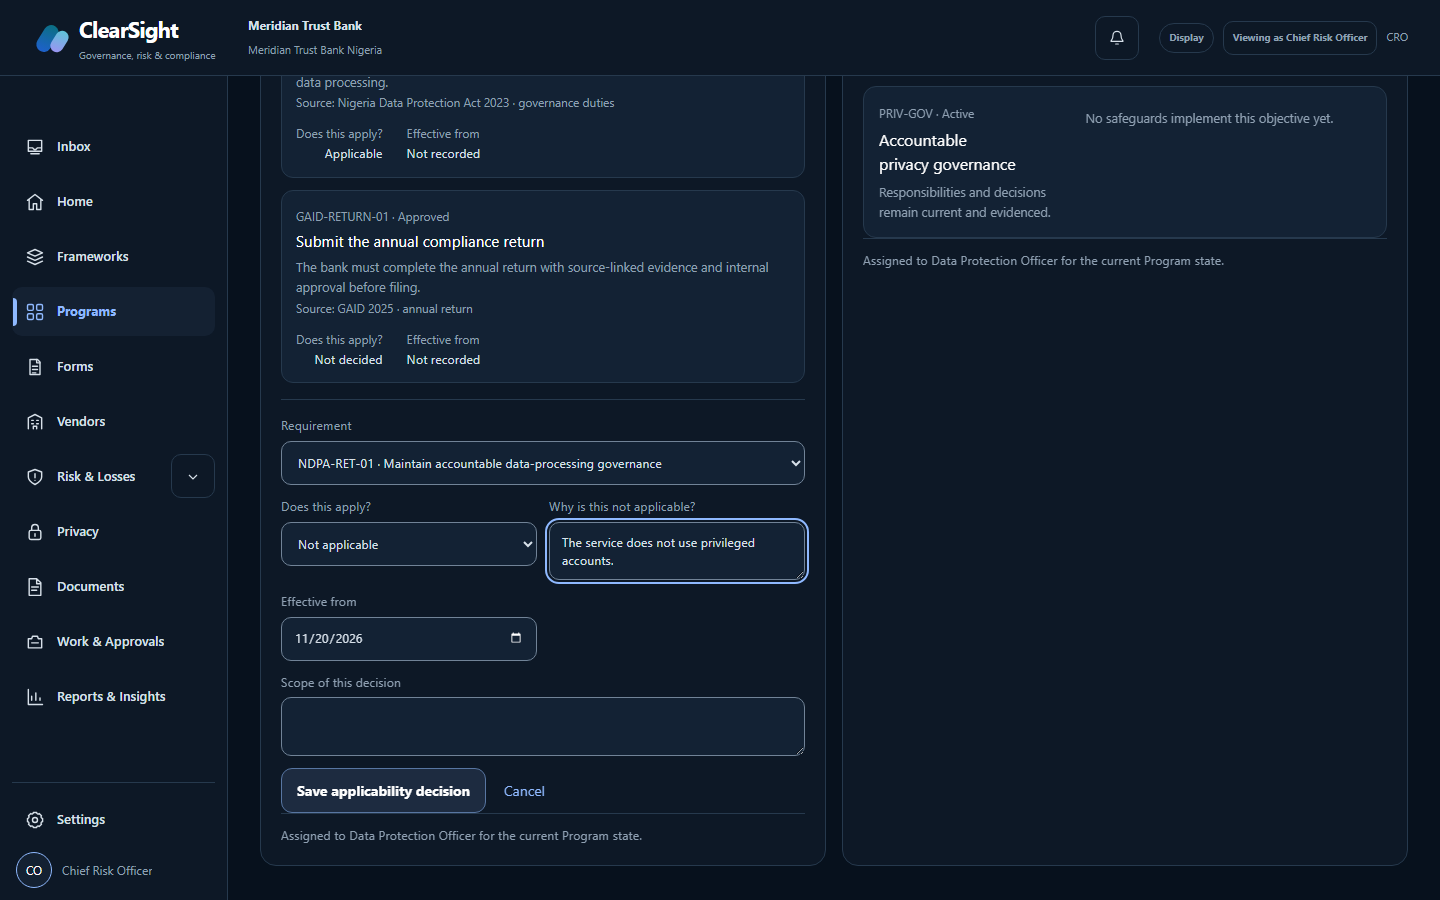 ClearSight
Governance, risk & compliance
Meridian Trust Bank
Meridian Trust Bank Nigeria
Display
Viewing as Chief Risk Officer
CRO
Inbox
Home
Frameworks
Programs
Forms
Vendors
Risk & Losses
Privacy
Documents
Work & Approvals
Reports & Insights
Settings
CO
Chief Risk Officer
data processing.
Source: Nigeria Data Protection Act 2023 · governance duties
Does this apply?
Effective from
Applicable
Not recorded
GAID-RETURN-01 · Approved
Submit the annual compliance return
The bank must complete the annual return with source-linked evidence and internal
approval before filing.
Source: GAID 2025 · annual return
Does this apply?
Effective from
Not decided
Not recorded
Requirement
NDPA-RET-01 · Maintain accountable data-processing governance
Does this apply?
Why is this not applicable?
Not applicable
The service does not use privileged
accounts.
Effective from
11/20/2026
Scope of this decision
Save applicability decision
Cancel
Assigned to Data Protection Officer for the current Program state.
PRIV-GOV · Active
Accountable
privacy governance
Responsibilities and decisions
remain current and evidenced.
No safeguards implement this objective yet.
Assigned to Data Protection Officer for the current Program state.